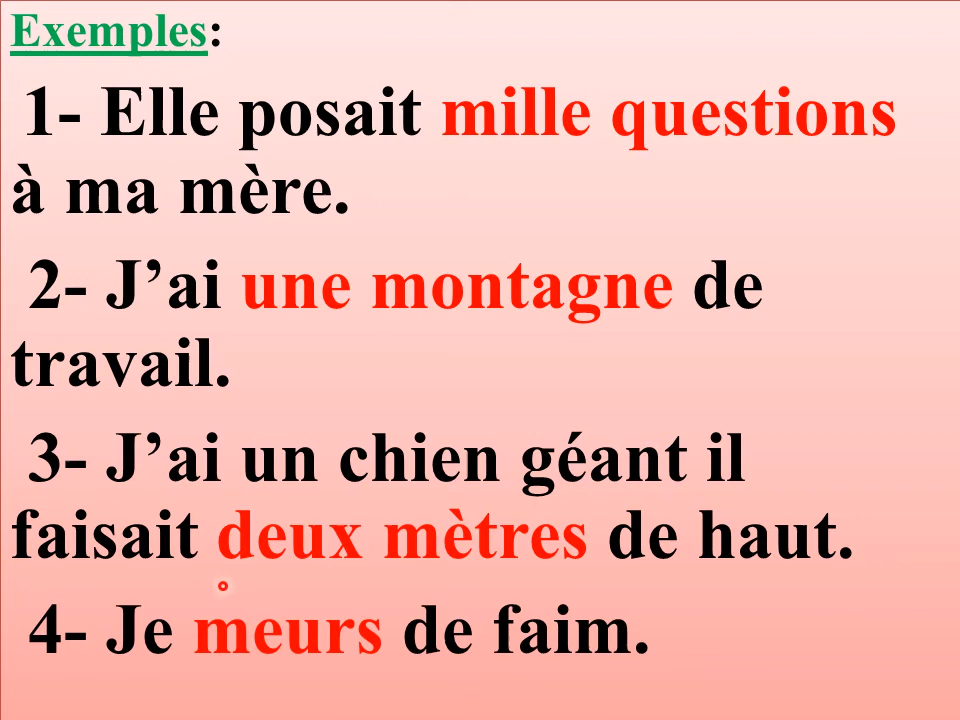 Exemples:
1- Elle posait mille questions
à ma mère.
2- J’ai une montagne de
travail.
3- J’ai un chien géant il
faisait deux mètres de haut.
4- Je meurs de faim.